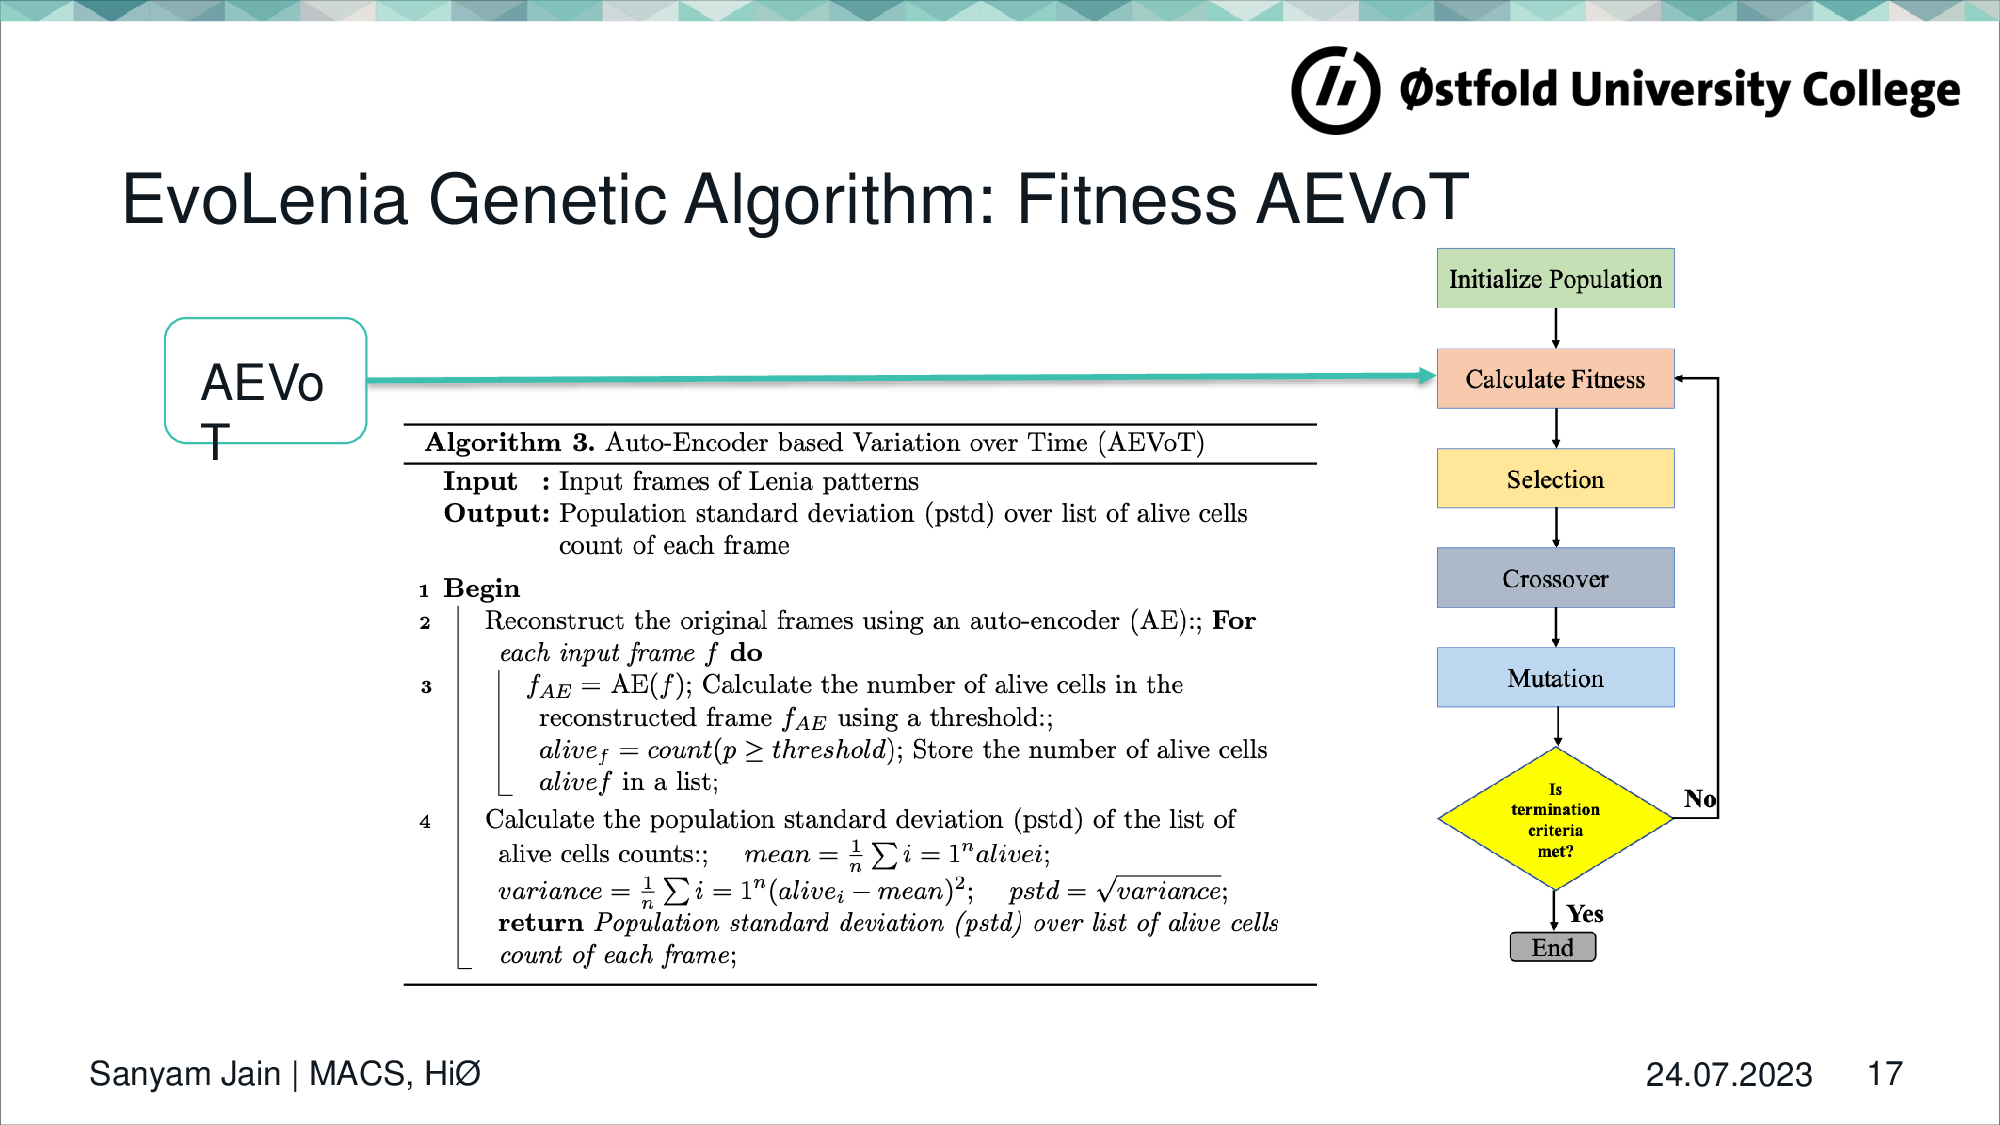 Østfold University College
EvoLenia Genetic Algorithm: Fitness AEVoT
AEVo
T
Algorithm 3. Auto-Encoder based Variation over Time (AEVoT)
Input : Input frames of Lenia patterns
Output: Population standard deviation (pstd) over list of alive cells
count of each frame
1 Begin
2 Reconstruct the original frames using an auto-encoder (AE):; For
each input frame f do
3 f_{AE} = AE(f); Calculate the number of alive cells in the
reconstructed frame f_{AE} using a threshold:;
alive_f = count(p ≥ threshold); Store the number of alive cells
alivef in a list;
4 Calculate the population standard deviation (pstd) of the list of
alive cells counts:; mean = \frac{1}{n} ∑ i = 1^n alivei;
variance = \frac{1}{n} ∑ i = 1^n (alive_i − mean)^2; pstd = √variance;
return Population standard deviation (pstd) over list of alive cells
count of each frame;
Initialize Population
Calculate Fitness
Selection
Crossover
Mutation
Is
termination
criteria
met?
No
Yes
End
Sanyam Jain | MACS, HiØ
24.07.2023
17